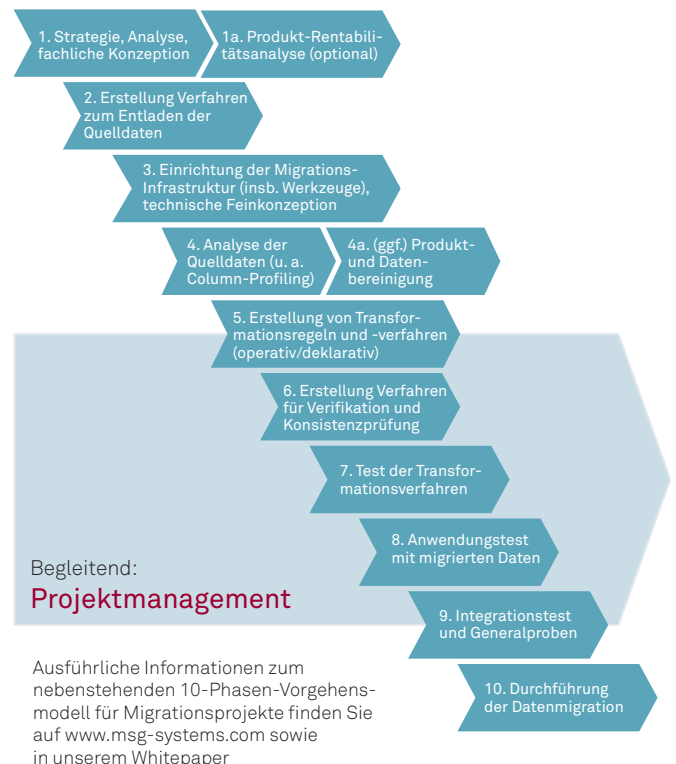 1. Strategie, Analyse,
fachliche Konzeption
1a. Produkt-Rentabili-
tätsanalyse (optional)
2. Erstellung Verfahren
zum Entladen der
Quelldaten
3. Einrichtung der Migrations-
Infrastruktur (insb. Werkzeuge),
technische Feinkonzeption
4. Analyse der
Quelldaten (u. a.
Column-Profiling)
4a. (ggf.) Produkt-
und Daten-
bereinigung
5. Erstellung von Transfor-
mationsregeln und -verfahren
(operativ/deklarativ)
6. Erstellung Verfahren
für Verifikation und
Konsistenzprüfung
7. Test der Transfor-
mationsverfahren
8. Anwendungstest
mit migrierten Daten
Begleitend:
Projektmanagement
9. Integrationstest
und Generalproben
10. Durchführung
der Datenmigration
Ausführliche Informationen zum
nebenstehenden 10-Phasen-Vorgehens-
modell für Migrationsprojekte finden Sie
auf www.msg-systems.com sowie
in unserem Whitepaper